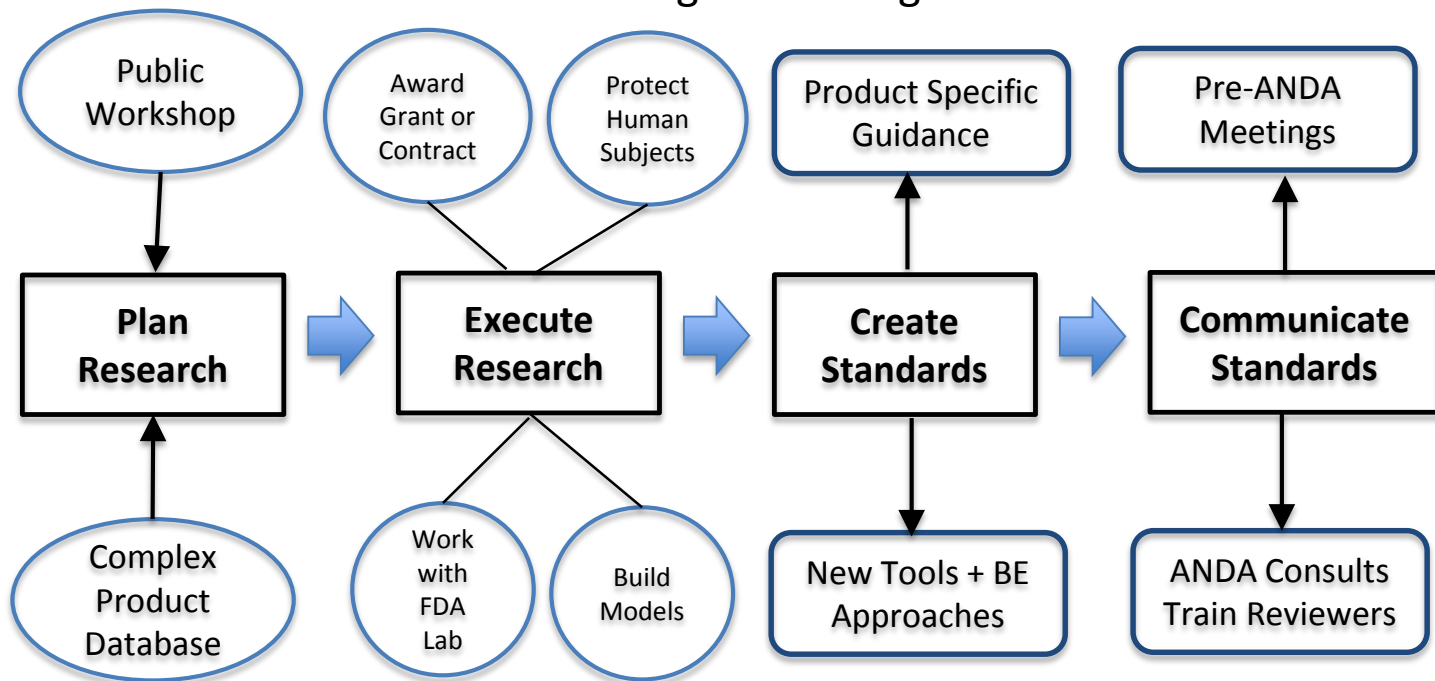 Public
Workshop
Award
Grant or
Contract
Protect
Human
Subjects
Product Specific
Guidance
Pre-ANDA
Meetings
Plan
Research
Execute
Research
Create
Standards
Communicate
Standards
Complex
Product
Database
Work
with
FDA
Lab
Build
Models
New Tools + BE
Approaches
ANDA Consults
Train Reviewers